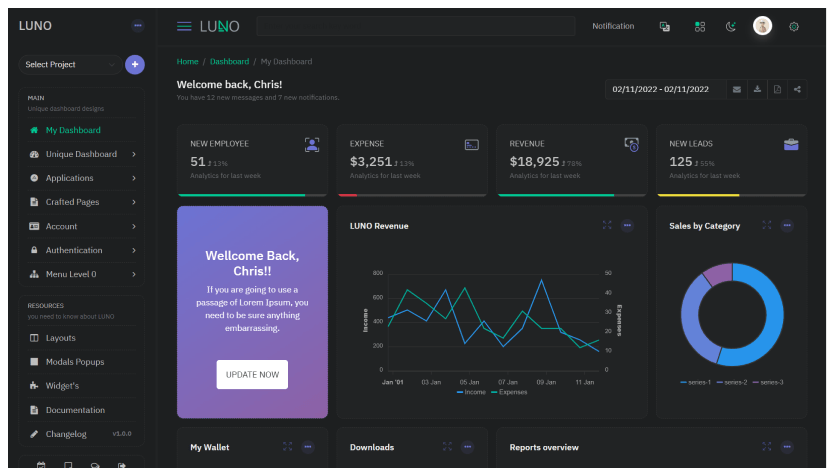 LUNO
Select Project
MAIN
Unique dashboard designs
My Dashboard
Unique Dashboard
Applications
Crafted Pages
Account
Authentication
Menu Level 0
RESOURCES
you need to know about LUNO
Layouts
Modals Popups
Widget's
Documentation
Changelog v1.0.0
LUNO
Notification
Home / Dashboard / My Dashboard
Welcome back, Chris!
You have 12 new messages and 7 new notifications.
02/11/2022 - 02/11/2022
NEW EMPLOYEE
51 13%
Analytics for last week
EXPENSE
$3,251 13%
Analytics for last week
REVENUE
$18,925 78%
Analytics for last week
NEW LEADS
125 55%
Analytics for last week
Wellcome Back,
Chris!!
If you are going to use a
passage of Lorem Ipsum, you
need to be sure anything
embarrassing.
UPDATE NOW
LUNO Revenue
800
600
400
200
0
Income
50
40
30
20
10
0
Expenses
Jan '01 03 Jan 05 Jan 07 Jan 09 Jan 11 Jan
Income Expenses
Sales by Category
series-1 series-2 series-3
My Wallet
Downloads
Reports overview